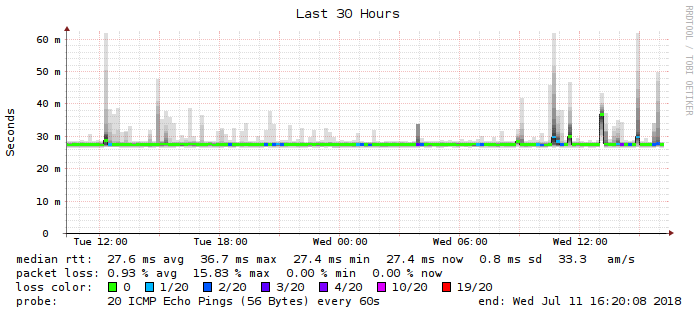 Last 30 Hours
RRDTOOL / TOBI OETIKER
Seconds
60 m
50 m
40 m
30 m
20 m
10 m
0
Tue 12:00 Tue 18:00 Wed 00:00 Wed 06:00 Wed 12:00
median rtt: 27.6 ms avg 36.7 ms max 27.4 ms min 27.4 ms now 0.8 ms sd 33.3 am/s
packet loss: 0.93 % avg 15.83 % max 0.00 % min 0.00 % now
loss color: 0 1/20 2/20 3/20 4/20 10/20 19/20
probe: 20 ICMP Echo Pings (56 Bytes) every 60s end: Wed Jul 11 16:20:08 2018